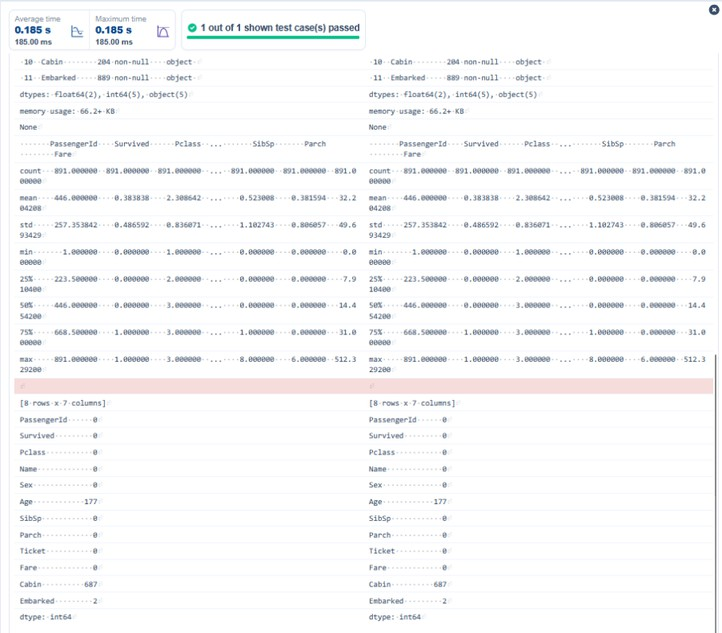 Average time
0.185 s
185.00 ms
Maximum time
0.185 s
185.00 ms
1 out of 1 shown test case(s) passed
10 Cabin 204 non-null object
11 Embarked 889 non-null object
dtypes: float64(2), int64(5), object(5)
memory usage: 66.2+ KB
None
PassengerId Survived Pclass ... SibSp Parch
Fare
count 891.000000 891.000000 891.000000 ... 891.000000 891.000000 891.0
00000
mean 446.000000 0.383838 2.308642 ... 0.523008 0.381594 32.2
04208
std 257.353842 0.486592 0.836071 ... 1.102743 0.806057 49.6
93429
min 1.000000 0.000000 1.000000 ... 0.000000 0.000000 0.0
00000
25% 223.500000 0.000000 2.000000 ... 0.000000 0.000000 7.9
10400
50% 446.000000 0.000000 3.000000 ... 0.000000 0.000000 14.4
54200
75% 668.500000 1.000000 3.000000 ... 1.000000 0.000000 31.0
00000
max 891.000000 1.000000 3.000000 ... 8.000000 6.000000 512.3
29200
[8 rows x 7 columns]
PassengerId 0
Survived 0
Pclass 0
Name 0
Sex 0
Age 177
SibSp 0
Parch 0
Ticket 0
Fare 0
Cabin 687
Embarked 2
dtype: int64
10 Cabin 204 non-null object
11 Embarked 889 non-null object
dtypes: float64(2), int64(5), object(5)
memory usage: 66.2+ KB
None
PassengerId Survived Pclass ... SibSp Parch
Fare
count 891.000000 891.000000 891.000000 ... 891.000000 891.000000 891.0
00000
mean 446.000000 0.383838 2.308642 ... 0.523008 0.381594 32.2
04208
std 257.353842 0.486592 0.836071 ... 1.102743 0.806057 49.6
93429
min 1.000000 0.000000 1.000000 ... 0.000000 0.000000 0.0
00000
25% 223.500000 0.000000 2.000000 ... 0.000000 0.000000 7.9
10400
50% 446.000000 0.000000 3.000000 ... 0.000000 0.000000 14.4
54200
75% 668.500000 1.000000 3.000000 ... 1.000000 0.000000 31.0
00000
max 891.000000 1.000000 3.000000 ... 8.000000 6.000000 512.3
29200
[8 rows x 7 columns]
PassengerId 0
Survived 0
Pclass 0
Name 0
Sex 0
Age 177
SibSp 0
Parch 0
Ticket 0
Fare 0
Cabin 687
Embarked 2
dtype: int64